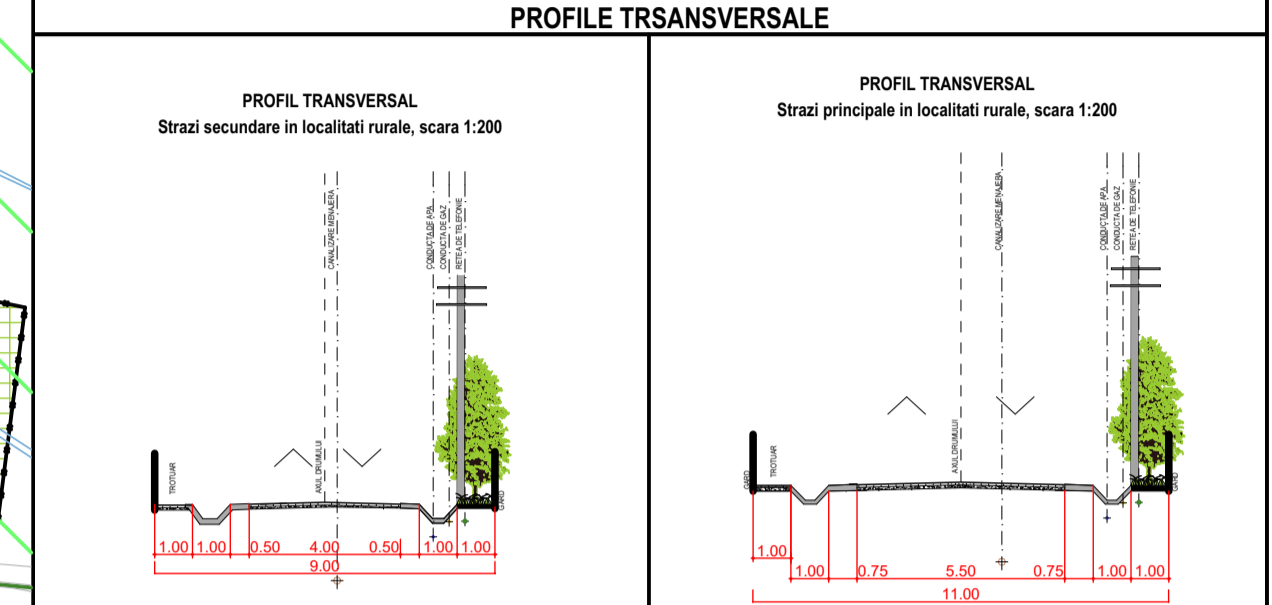 PROFILE TRSANSVERSALE
PROFIL TRANSVERSAL
Strazi secundare in localitati rurale, scara 1:200
CANALIZARE MENAJERA
CONDUCTA DE APA
CONDUCTA DE GAZ
RETEA DE TELEFONIE
AXUL DRUMULUI
TROTUAR
GARD
1.00 1.00 0.50 4.00 0.50 1.00 1.00
9.00
PROFIL TRANSVERSAL
Strazi principale in localitati rurale, scara 1:200
CANALIZARE MENAJERA
CONDUCTA DE APA
CONDUCTA DE GAZ
RETEA DE TELEFONIE
AXUL DRUMULUI
GARD
TROTUAR
GARD
1.00
1.00 0.75 5.50 0.75 1.00 1.00
11.00